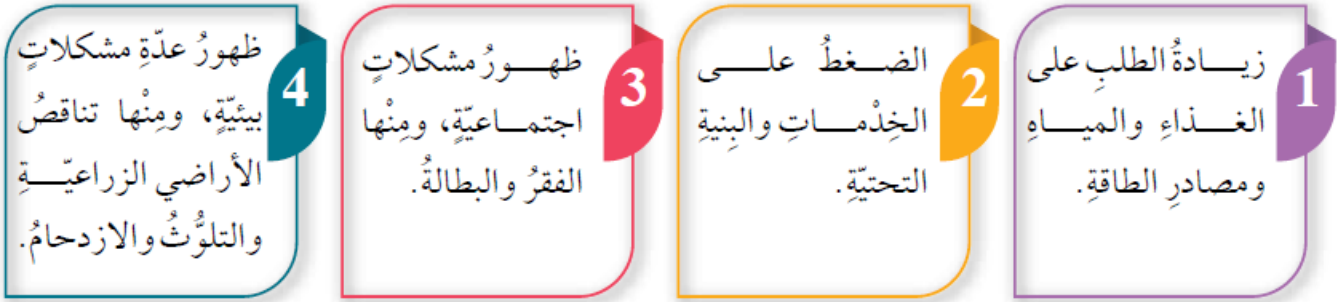 1
زيادةُ الطلبِ على
الغذاءِ والمياهِ
ومصادرِ الطاقةِ.
2
الضغطُ على
الخِدْماتِ والبِنيةِ
التحتيّةِ.
3
ظهورُ مشكلاتٍ
اجتماعيّةٍ، ومِنْها
الفقرُ والبطالةُ.
4
ظهورُ عدّةِ مشكلاتٍ
بيئيّةٍ، ومِنْها تناقصُ
الأراضي الزراعيّةِ
والتلوُّثُ والازدحامُ.